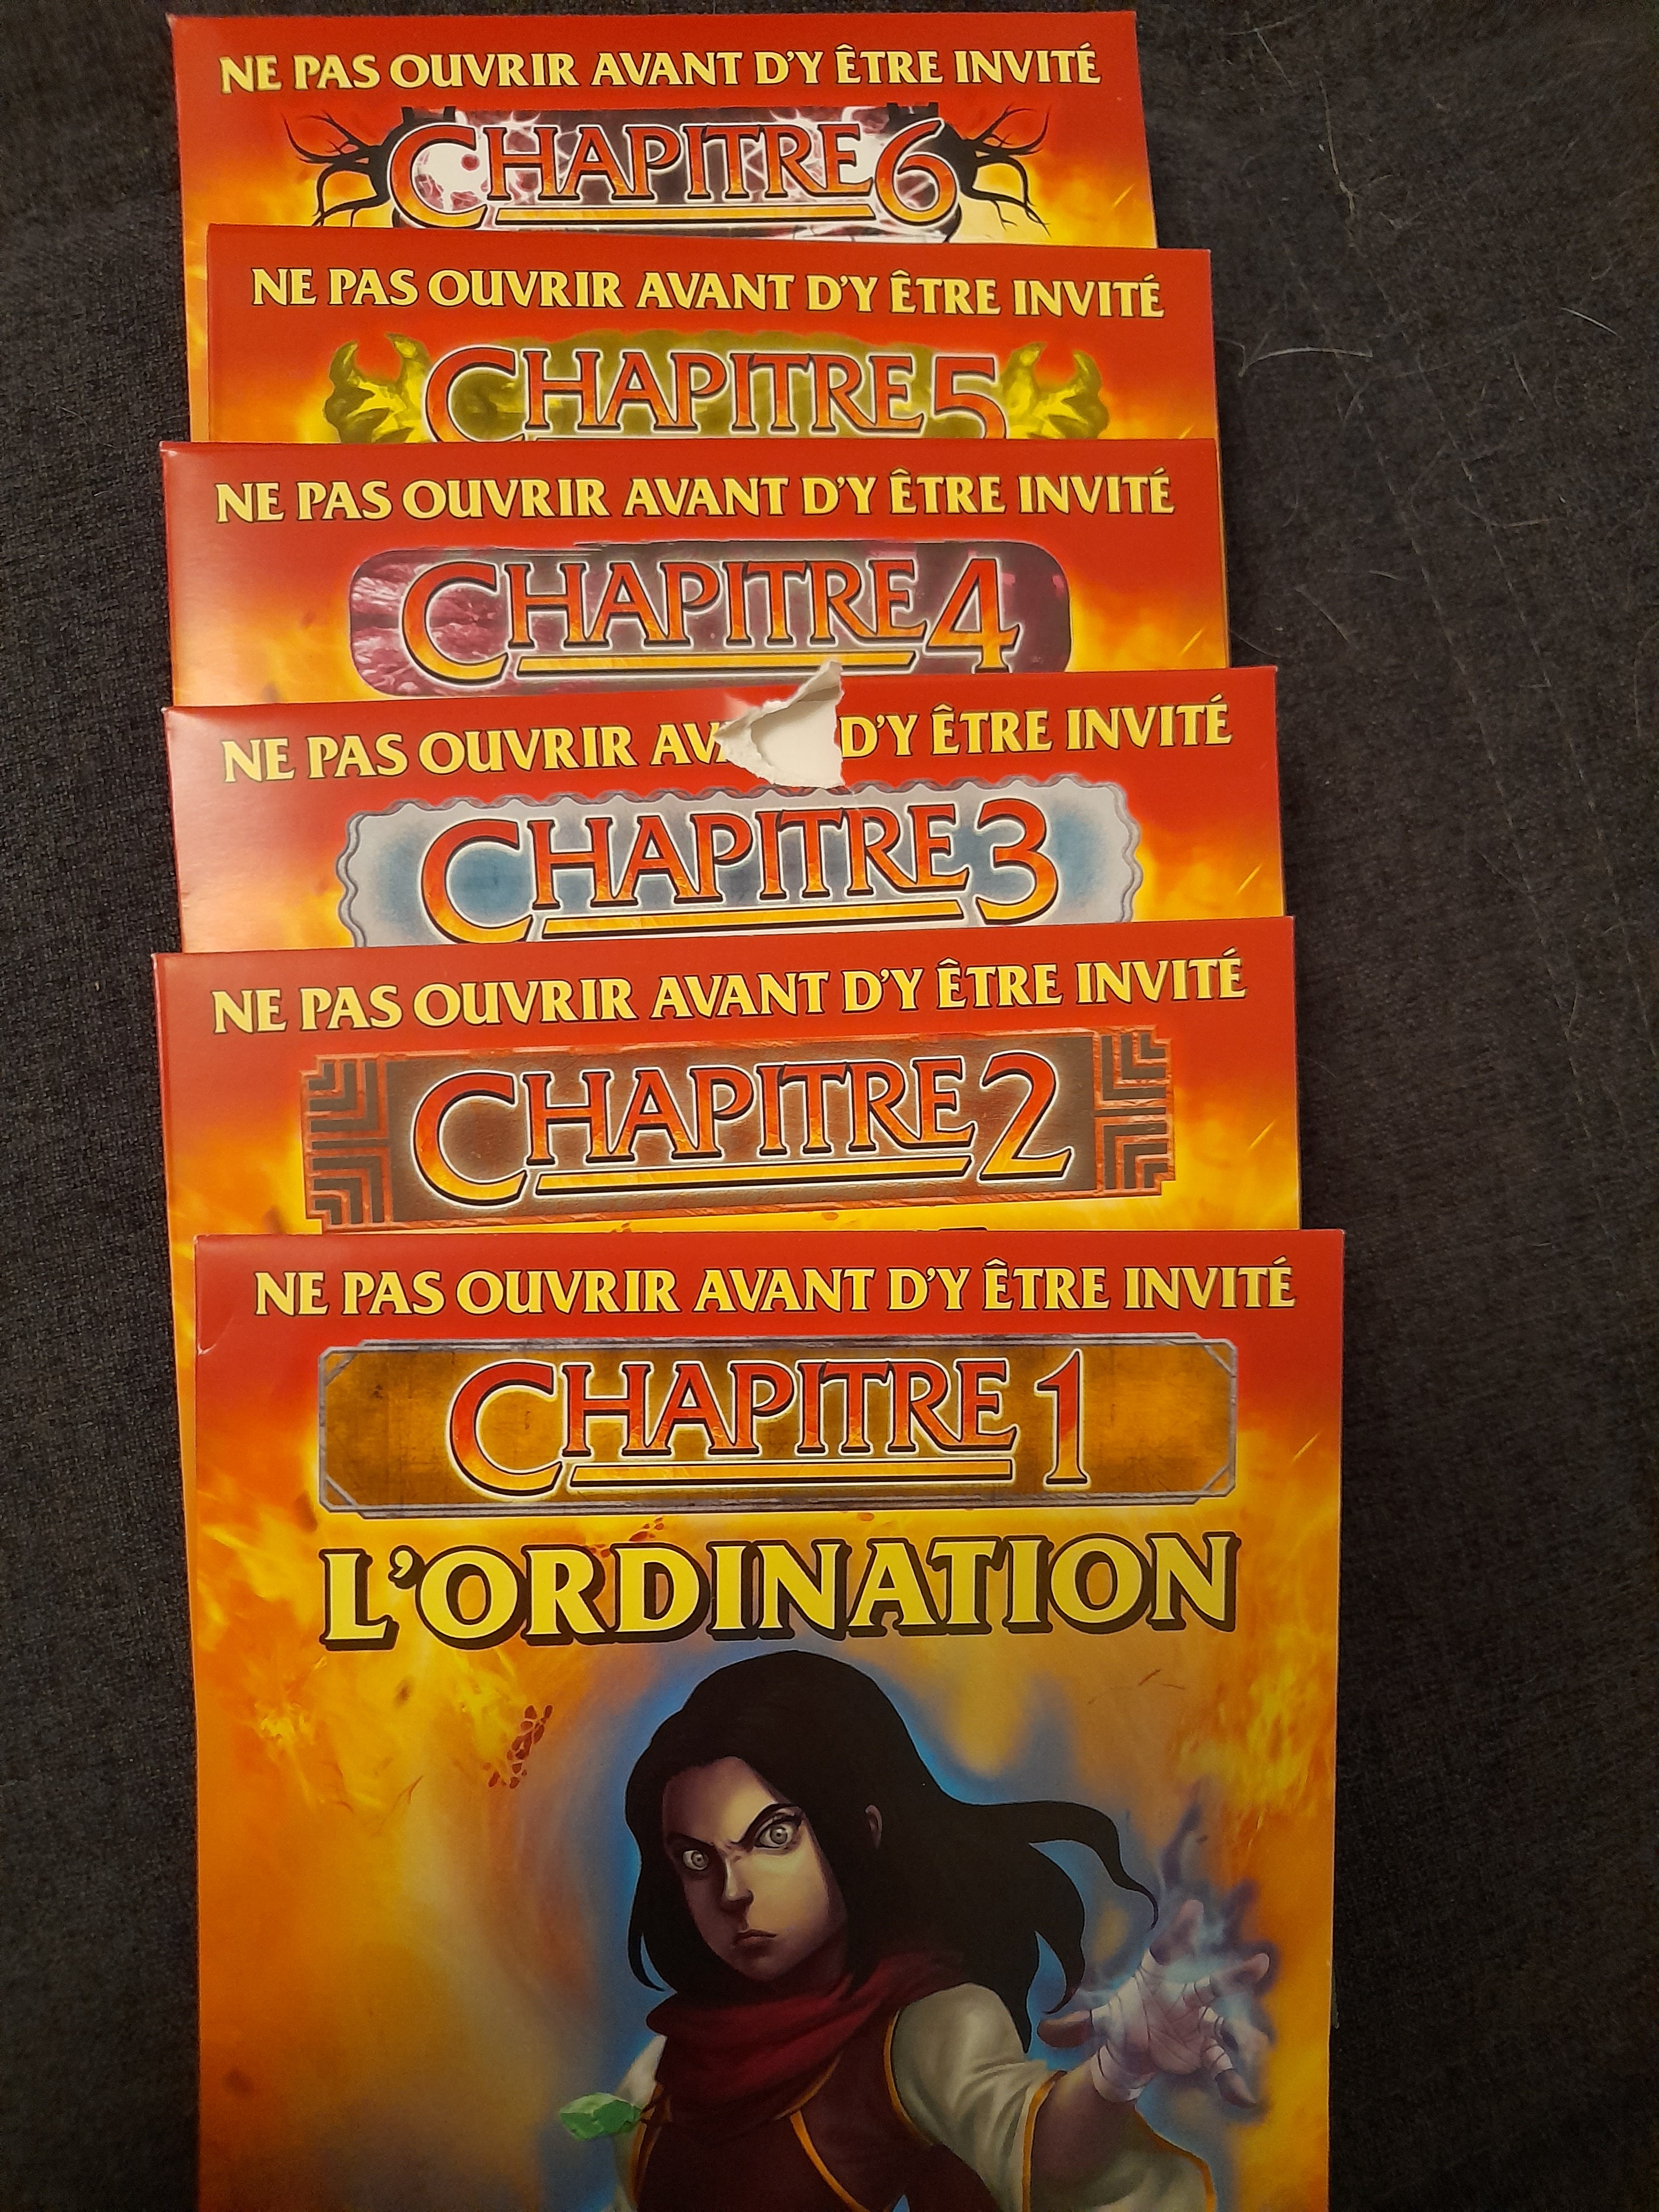 NE PAS OUVRIR AVANT D'Y ÊTRE INVITÉ
CHAPITRE 6
NE PAS OUVRIR AVANT D'Y ÊTRE INVITÉ
CHAPITRE 5
NE PAS OUVRIR AVANT D'Y ÊTRE INVITÉ
CHAPITRE 4
NE PAS OUVRIR AV D'Y ÊTRE INVITÉ
CHAPITRE 3
NE PAS OUVRIR AVANT D'Y ÊTRE INVITÉ
CHAPITRE 2
NE PAS OUVRIR AVANT D'Y ÊTRE INVITÉ
CHAPITRE 1
L'ORDINATION